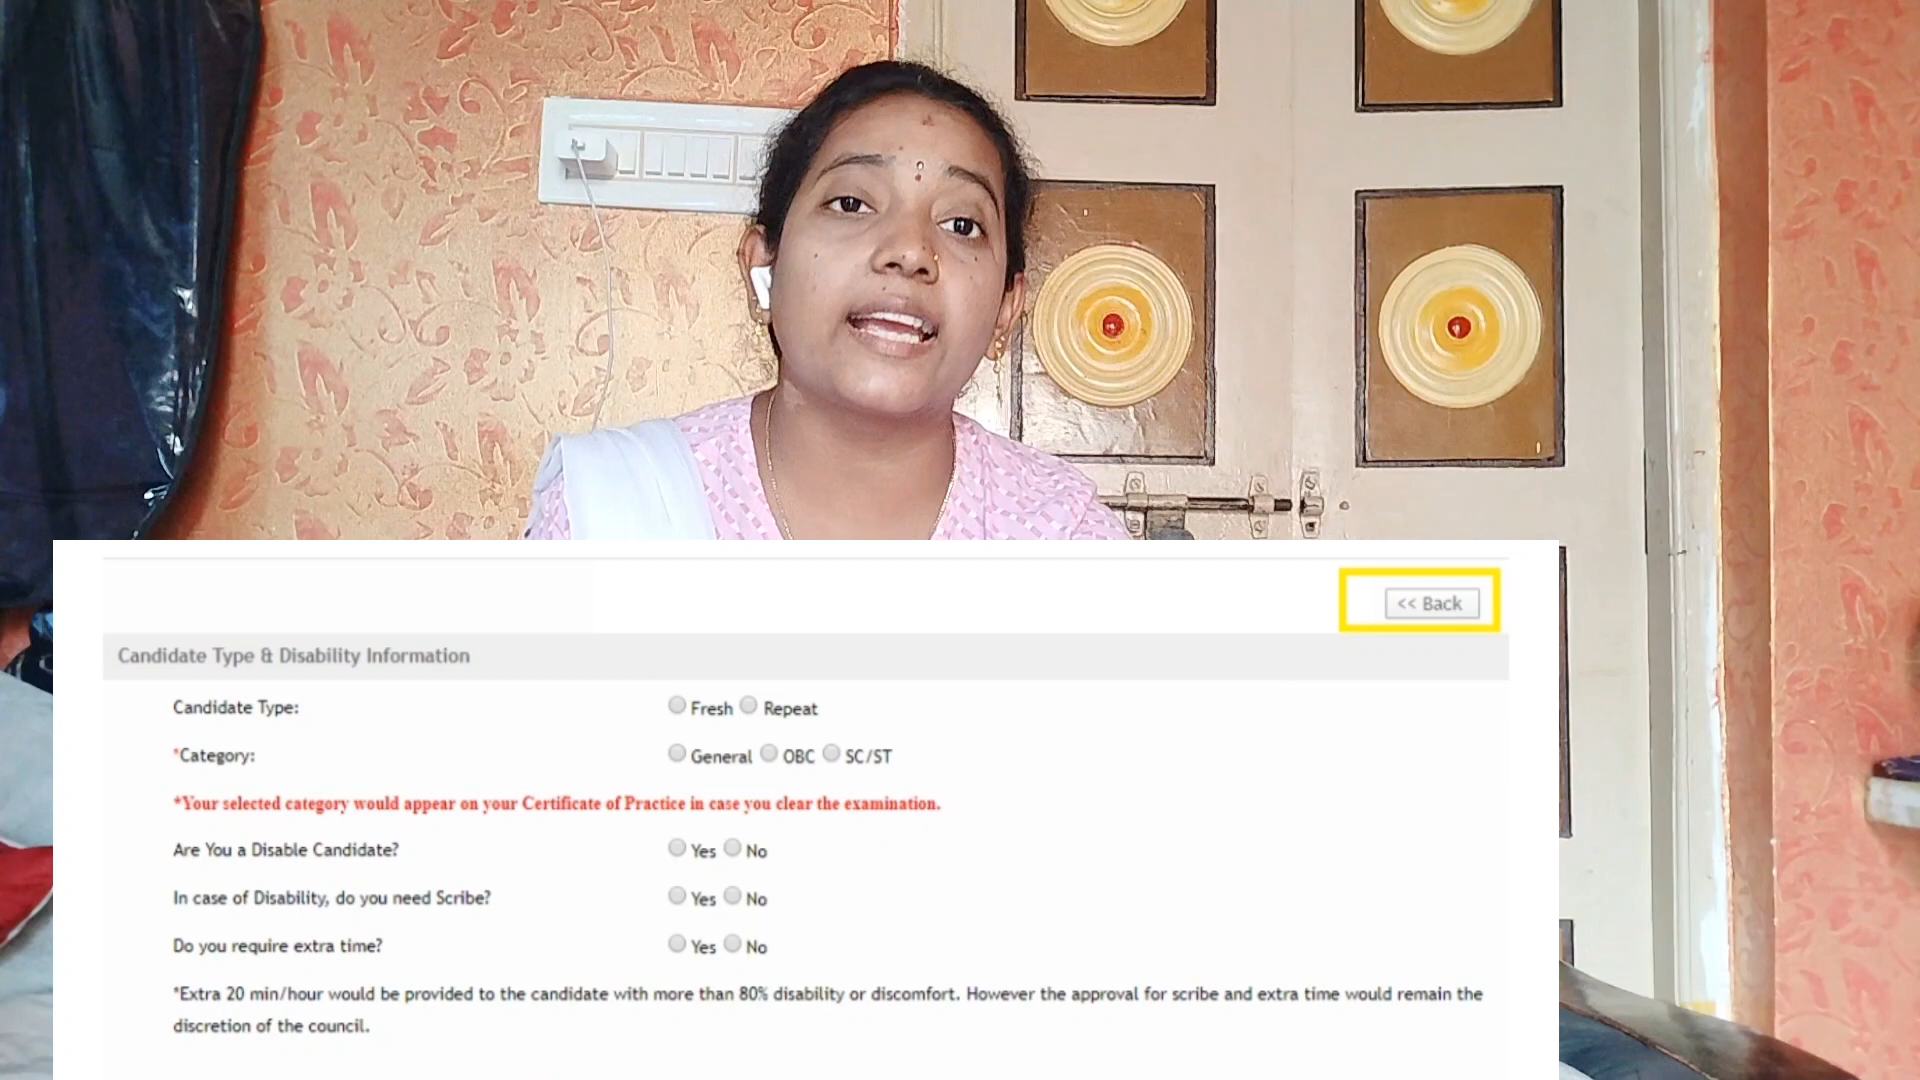 << Back
Candidate Type & Disability Information
Candidate Type: Fresh Repeat
*Category: General OBC SC/ST
*Your selected category would appear on your Certificate of Practice in case you clear the examination.
Are You a Disable Candidate? Yes No
In case of Disability, do you need Scribe? Yes No
Do you require extra time? Yes No
*Extra 20 min/hour would be provided to the candidate with more than 80% disability or discomfort. However the approval for scribe and extra time would remain the
discretion of the council.